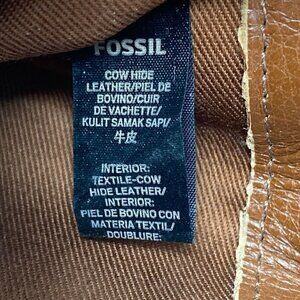 FOSSIL
COW HIDE
LEATHER/PIEL DE
BOVINO/CUIR
DE VACHETTE/
KULIT SAMAK SAPI/
牛皮
INTERIOR:
TEXTILE-COW
HIDE LEATHER/
INTERIOR:
PIEL DE BOVINO CON
MATERIA TEXTIL/
DOUBLURE: